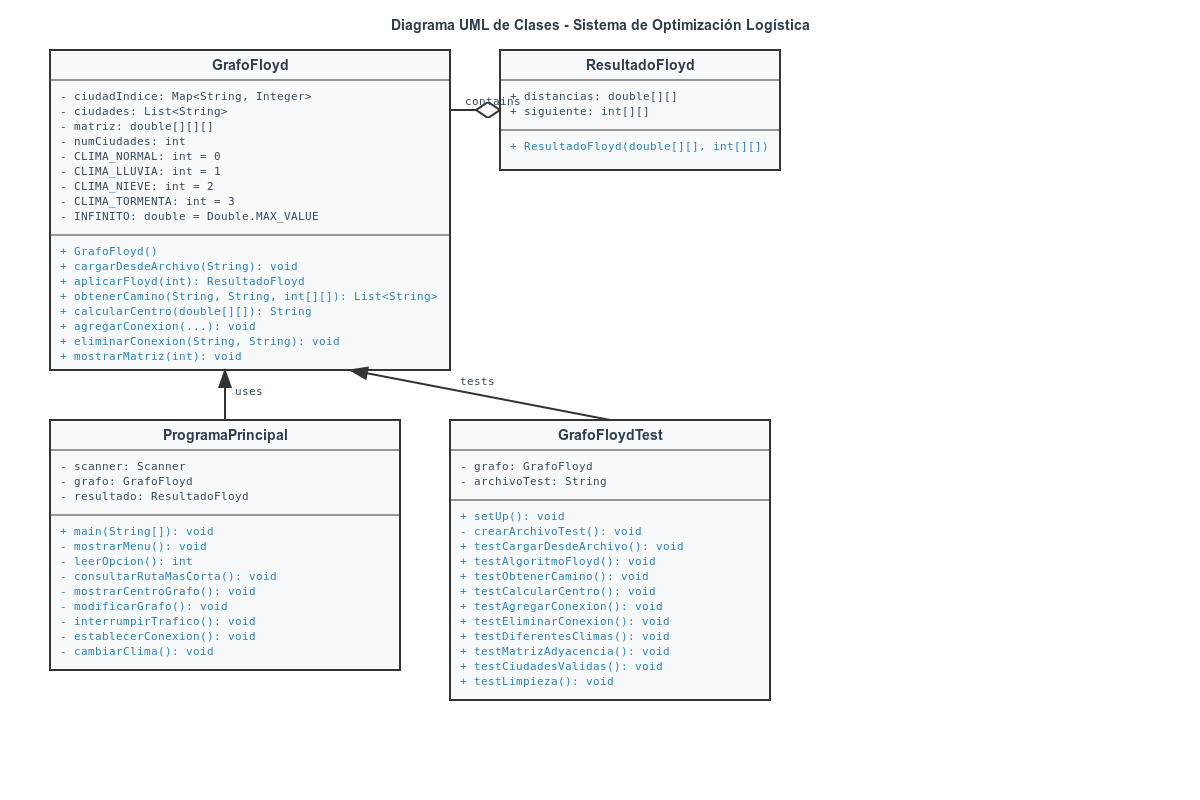 Diagrama UML de Clases - Sistema de Optimización Logística
GrafoFloyd
- ciudadIndice: Map<String, Integer>
- ciudades: List<String>
- matriz: double[][][]
- numCiudades: int
- CLIMA_NORMAL: int = 0
- CLIMA_LLUVIA: int = 1
- CLIMA_NIEVE: int = 2
- CLIMA_TORMENTA: int = 3
- INFINITO: double = Double.MAX_VALUE
+ GrafoFloyd()
+ cargarDesdeArchivo(String): void
+ aplicarFloyd(int): ResultadoFloyd
+ obtenerCamino(String, String, int[][]): List<String>
+ calcularCentro(double[][]): String
+ agregarConexion(...): void
+ eliminarConexion(String, String): void
+ mostrarMatriz(int): void
contains
ResultadoFloyd
+ distancias: double[][]
+ siguiente: int[][]
+ ResultadoFloyd(double[][], int[][])
uses
tests
ProgramaPrincipal
- scanner: Scanner
- grafo: GrafoFloyd
- resultado: ResultadoFloyd
+ main(String[]): void
- mostrarMenu(): void
- leerOpcion(): int
- consultarRutaMasCorta(): void
- mostrarCentroGrafo(): void
- modificarGrafo(): void
- interrumpirTrafico(): void
- establecerConexion(): void
- cambiarClima(): void
GrafoFloydTest
- grafo: GrafoFloyd
- archivoTest: String
+ setUp(): void
- crearArchivoTest(): void
+ testCargarDesdeArchivo(): void
+ testAlgoritmoFloyd(): void
+ testObtenerCamino(): void
+ testCalcularCentro(): void
+ testAgregarConexion(): void
+ testEliminarConexion(): void
+ testDiferentesClimas(): void
+ testMatrizAdyacencia(): void
+ testCiudadesValidas(): void
+ testLimpieza(): void